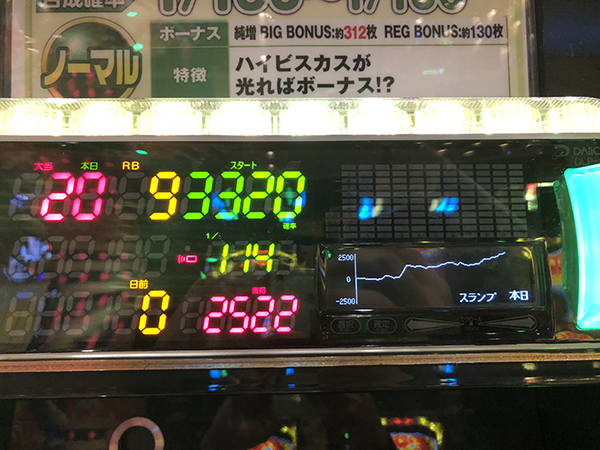 ボーナス 純増 BIG BONUS:約312枚 REG BONUS:約130枚
ノーマル
特徴 ハイビスカスが
光ればボーナス!?
大当 本日 RB スタート
20 9 3320
確率
1/114
日前
0 2522
2500
0
-2500
スランプ 本日